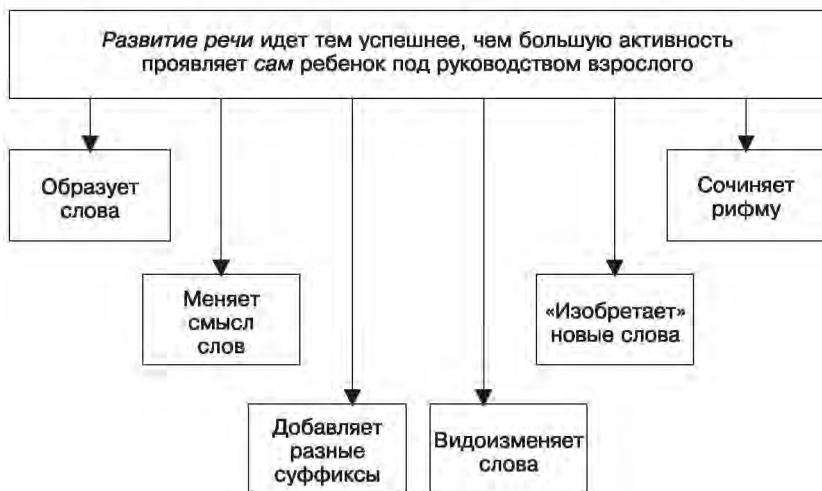 Развитие речи идет тем успешнее, чем большую активность
проявляет сам ребенок под руководством взрослого
Образует
слова
Сочиняет
рифму
Меняет
смысл
слов
«Изобретает»
новые слова
Добавляет
разные
суффиксы
Видоизменяет
слова